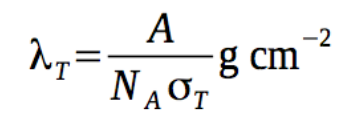 λ_T = A / (N_A σ_T) g cm⁻²